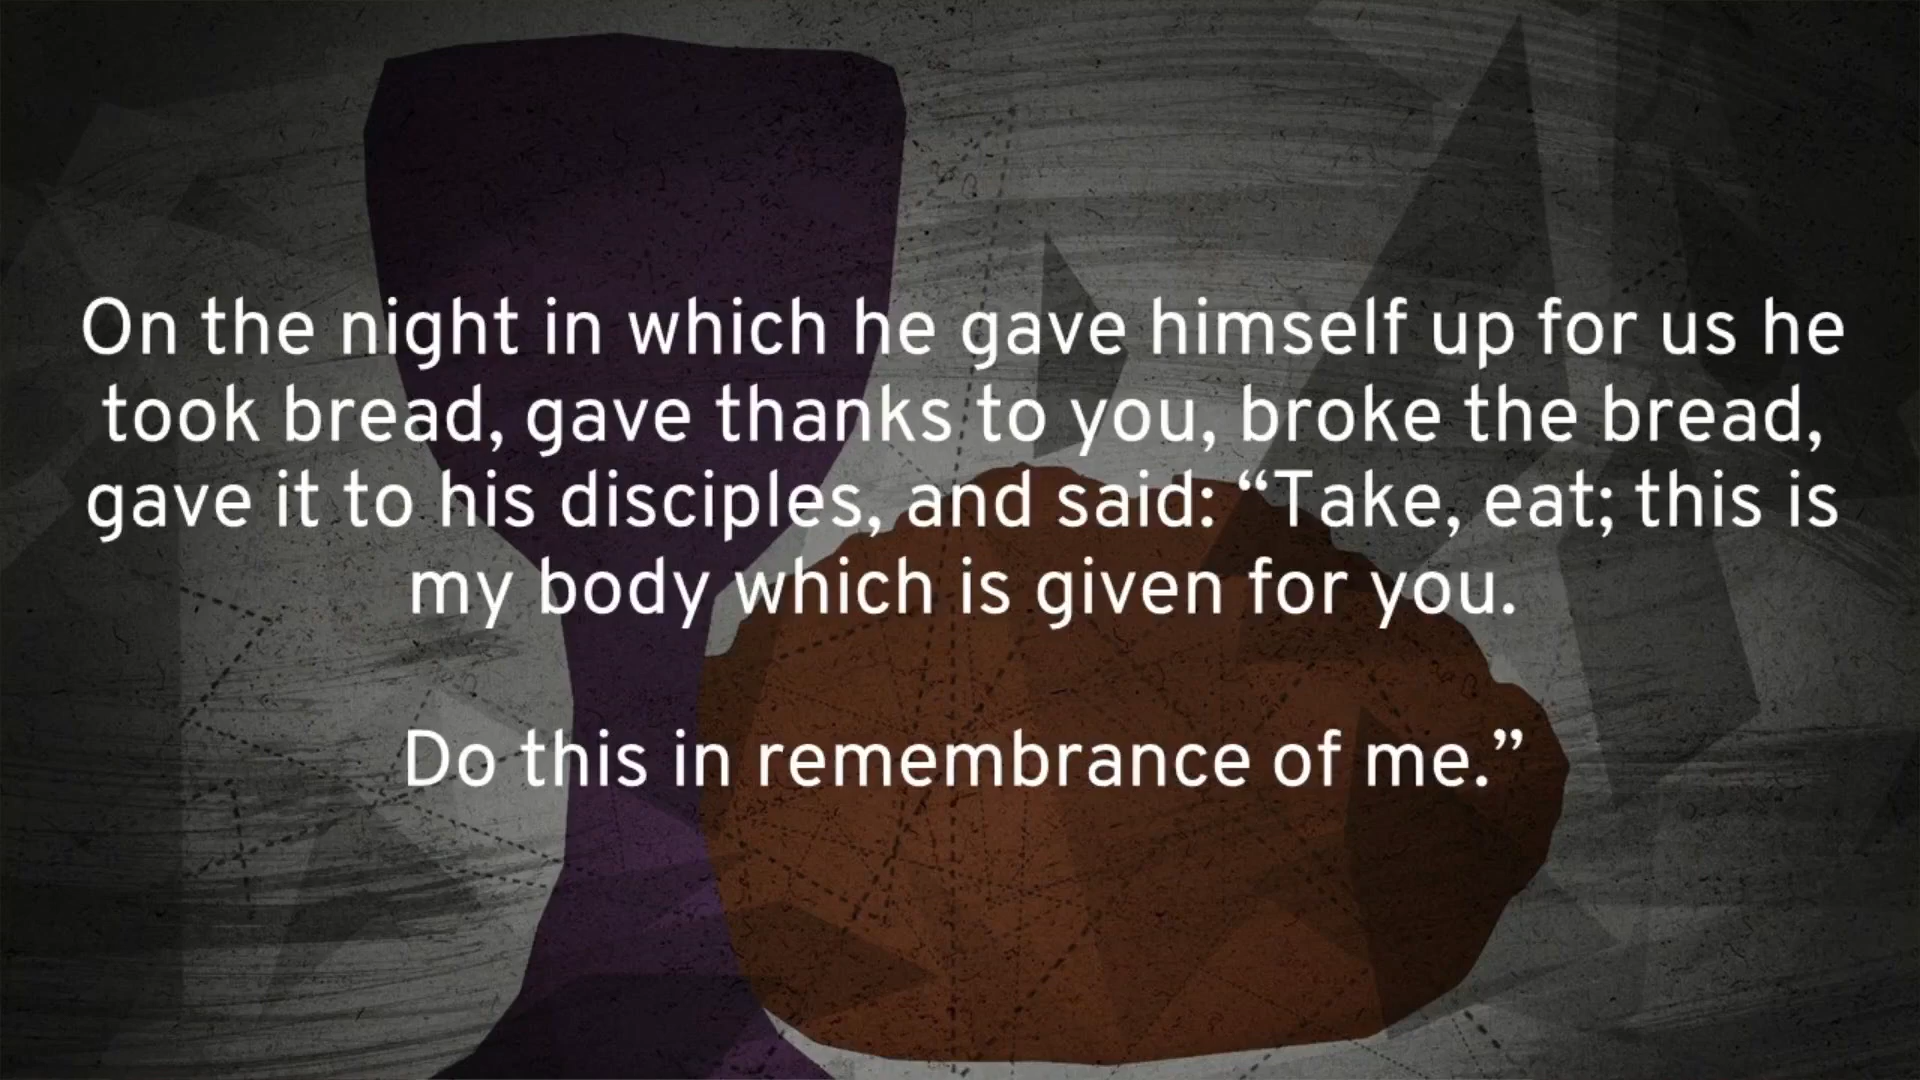 On the night in which he gave himself up for us he
took bread, gave thanks to you, broke the bread,
gave it to his disciples, and said: “Take, eat; this is
my body which is given for you.
Do this in remembrance of me.”